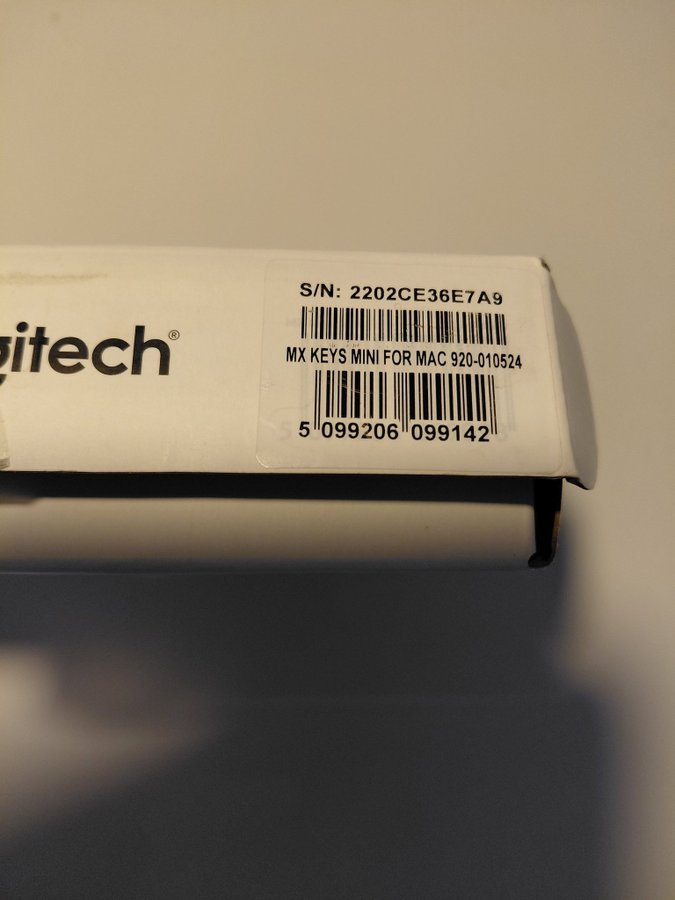 gitech®
S/N: 2202CE36E7A9
MX KEYS MINI FOR MAC 920-010524
5 099206 099142